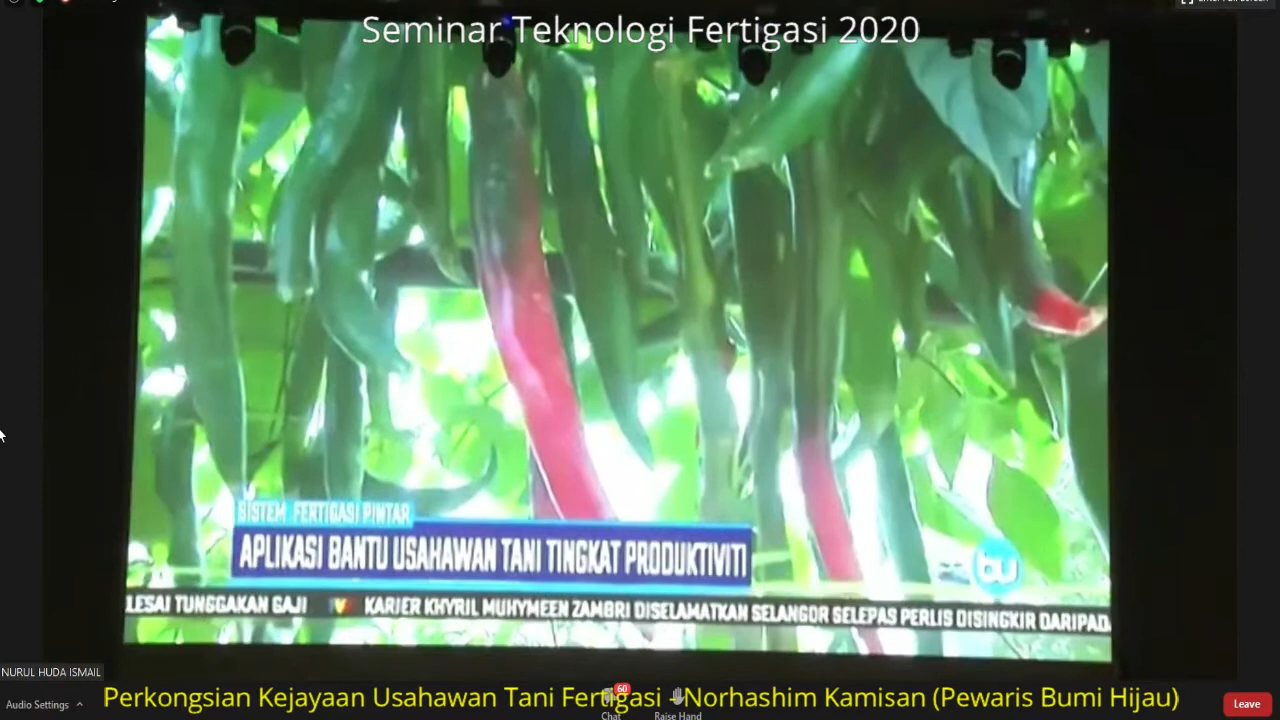 Seminar Teknologi Fertigasi 2020
SISTEM FERTIGASI PINTAR
APLIKASI BANTU USAHAWAN TANI TINGKAT PRODUKTIVITI
bu
LESAI TUNGGAKAN GAJI KARIER KHYRIL MUHYMEEN ZAMBRI DISELAMATKAN SELANGOR SELEPAS PERLIS DISINGKIR DARIPAD
NURUL HUDA ISMAIL
Perkongsian Kejayaan Usahawan Tani Fertigasi - Norhashim Kamisan (Pewaris Bumi Hijau)
Audio Settings
60
Chat
Raise Hand
Leave